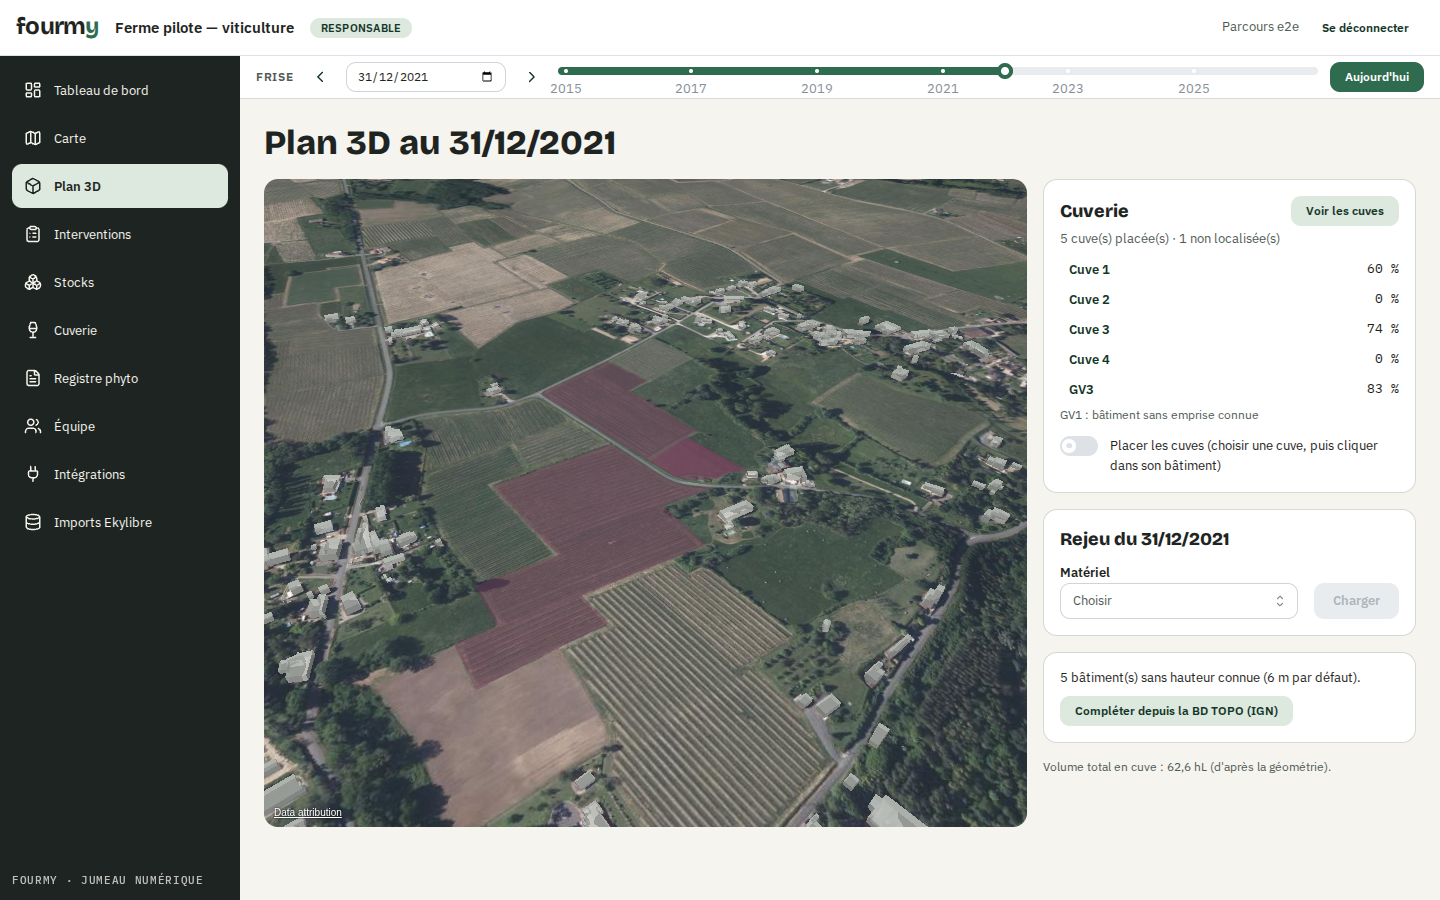 fourmy
Ferme pilote — viticulture
RESPONSABLE
Parcours e2e
Se déconnecter
FRISE
31/12/2021
2015
2017
2019
2021
2023
2025
Aujourd'hui
Tableau de bord
Carte
Plan 3D
Interventions
Stocks
Cuverie
Registre phyto
Équipe
Intégrations
Imports Ekylibre
FOURMY · JUMEAU NUMÉRIQUE
Plan 3D au 31/12/2021
Data attribution
Cuverie
Voir les cuves
5 cuve(s) placée(s) · 1 non localisée(s)
Cuve 1 60 %
Cuve 2 0 %
Cuve 3 74 %
Cuve 4 0 %
GV3 83 %
GV1 : bâtiment sans emprise connue
Placer les cuves (choisir une cuve, puis cliquer
dans son bâtiment)
Rejeu du 31/12/2021
Matériel
Choisir
Charger
5 bâtiment(s) sans hauteur connue (6 m par défaut).
Compléter depuis la BD TOPO (IGN)
Volume total en cuve : 62,6 hL (d'après la géométrie).